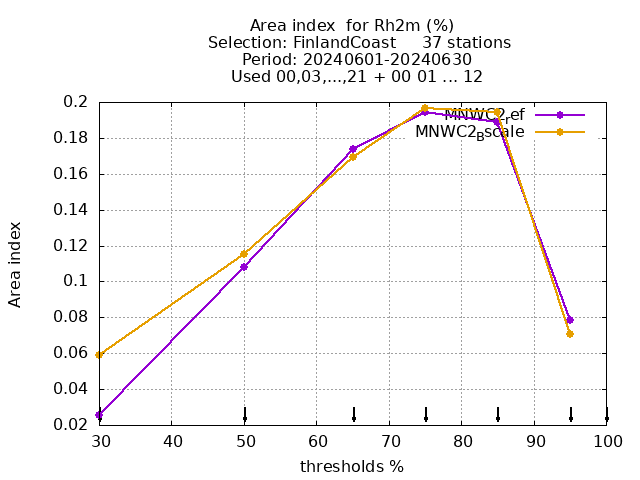 Area index  for Rh2m (%)
Selection: FinlandCoast     37 stations
Period: 20240601-20240630
Used 00,03,...,21 + 00 01 ... 12
MNWC2ref
MNWC2Bscale
Area index
0.2
0.18
0.16
0.14
0.12
0.1
0.08
0.06
0.04
0.02
30 40 50 60 70 80 90 100
thresholds %